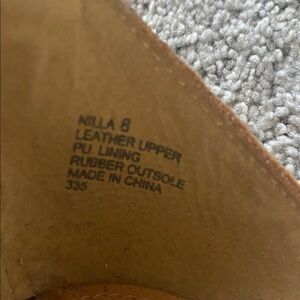 NILLA 8
LEATHER UPPER
PU LINING
RUBBER OUTSOLE
MADE IN CHINA
335